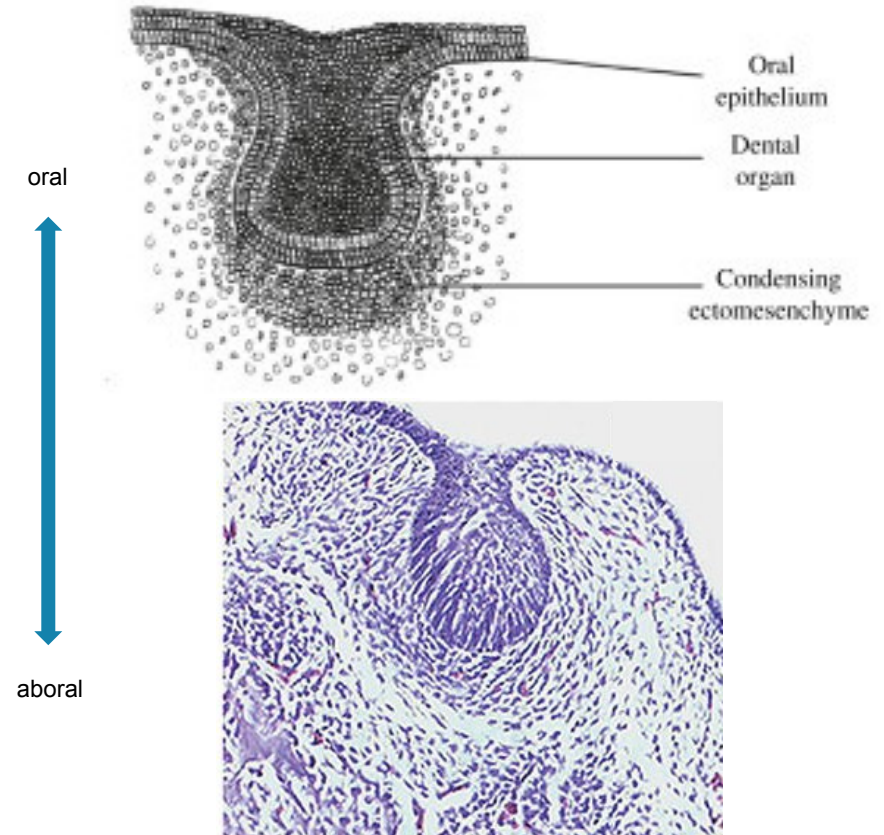 Oral
epithelium
Dental
organ
oral
Condensing
ectomesenchyme
aboral